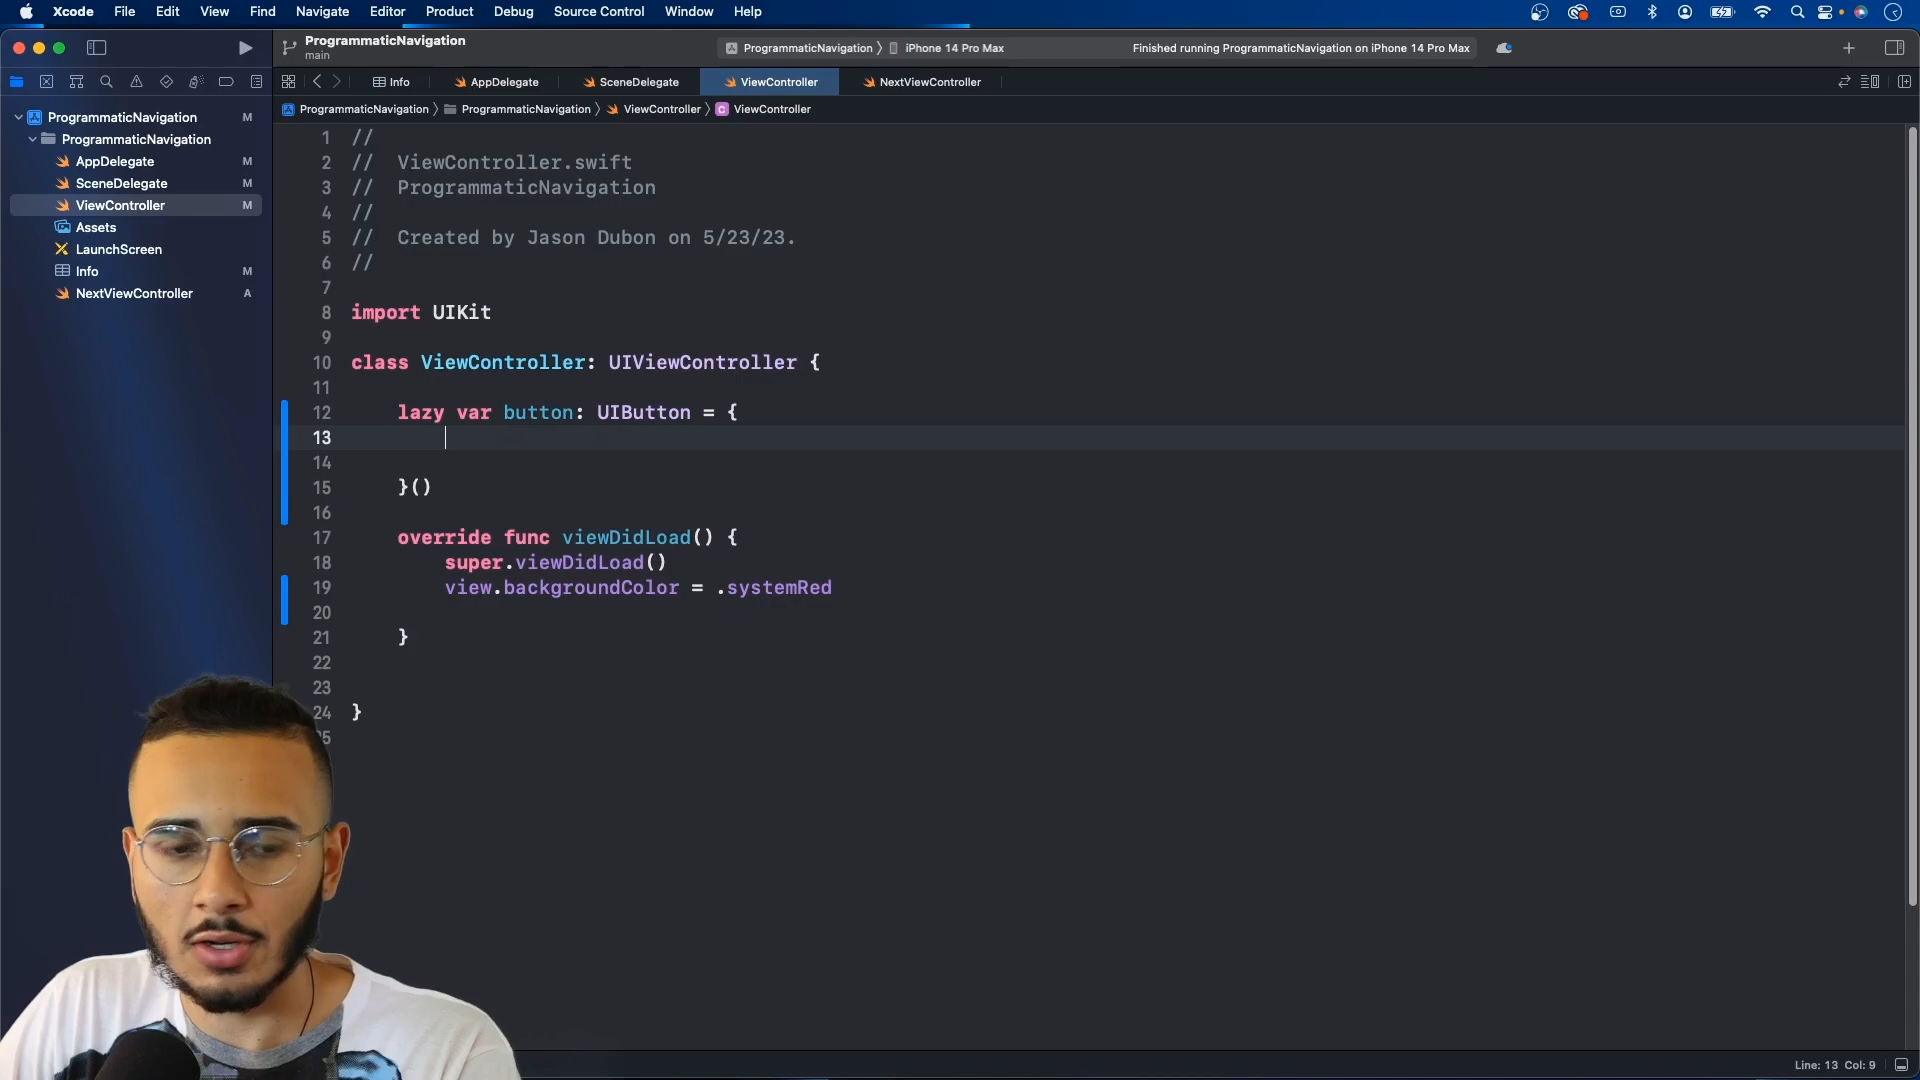 Xcode File Edit View Find Navigate Editor Product Debug Source Control Window Help
ProgrammaticNavigation
main
ProgrammaticNavigation 〉 iPhone 14 Pro Max
Finished running ProgrammaticNavigation on iPhone 14 Pro Max
Info AppDelegate SceneDelegate ViewController NextViewController
ProgrammaticNavigation 〉 ProgrammaticNavigation 〉 ViewController 〉 C ViewController
ProgrammaticNavigation M
ProgrammaticNavigation
AppDelegate M
SceneDelegate M
ViewController M
Assets
LaunchScreen
Info M
NextViewController A
1 //
2 //  ViewController.swift
3 //  ProgrammaticNavigation
4 //
5 //  Created by Jason Dubon on 5/23/23.
6 //
7
8 import UIKit
9
10 class ViewController: UIViewController {
11
12     lazy var button: UIButton = {
13
14
15     }()
16
17     override func viewDidLoad() {
18         super.viewDidLoad()
19         view.backgroundColor = .systemRed
20
21     }
22
23
24 }
Line: 13 Col: 9